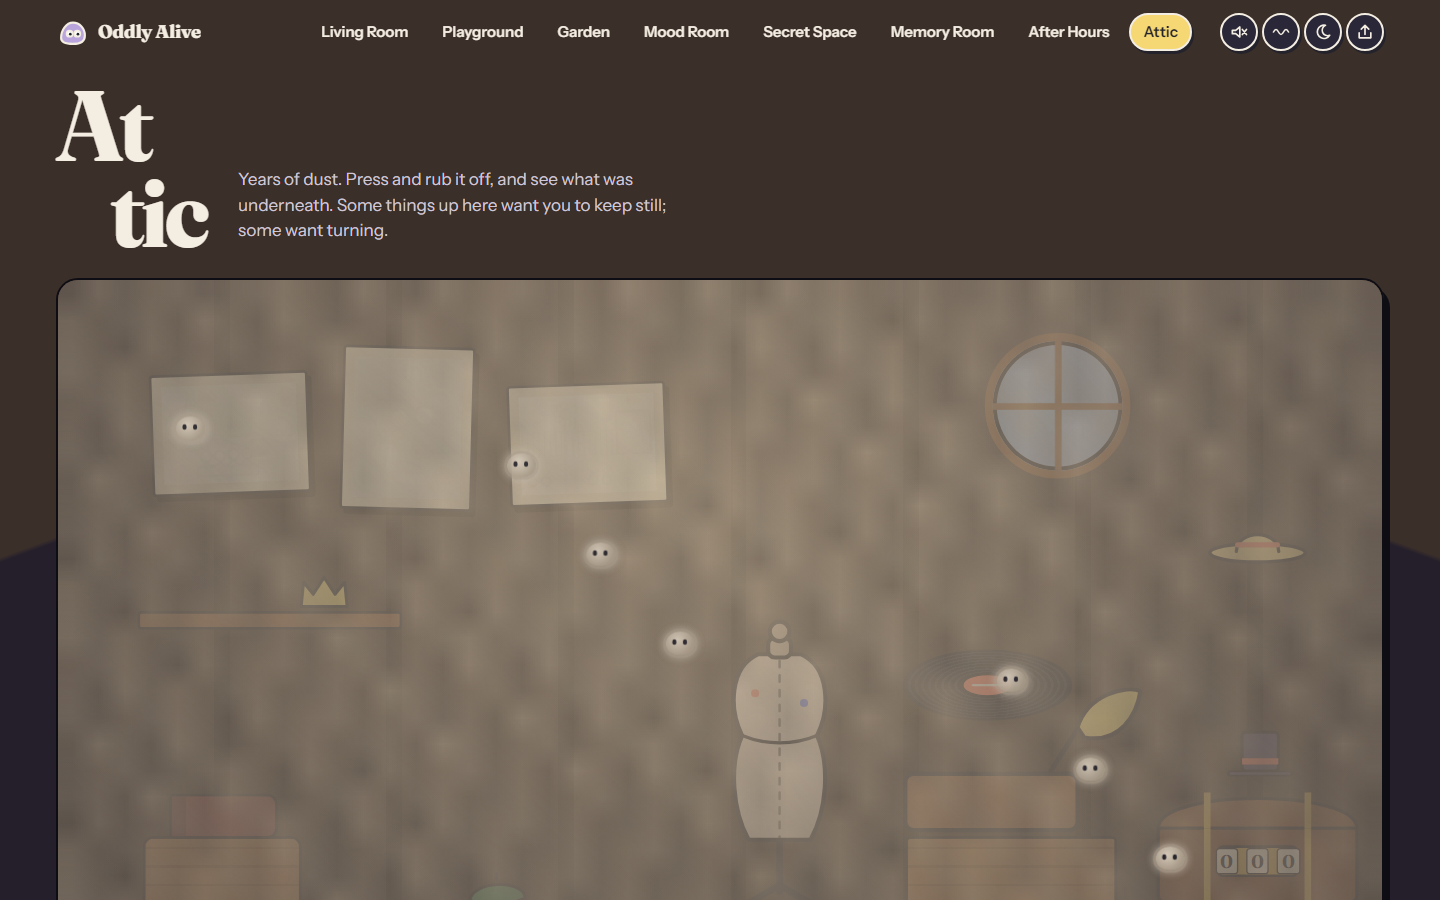 Oddly Alive
Living Room
Playground
Garden
Mood Room
Secret Space
Memory Room
After Hours
Attic
At
tic
Years of dust. Press and rub it off, and see what was
underneath. Some things up here want you to keep still;
some want turning.
0 0 0